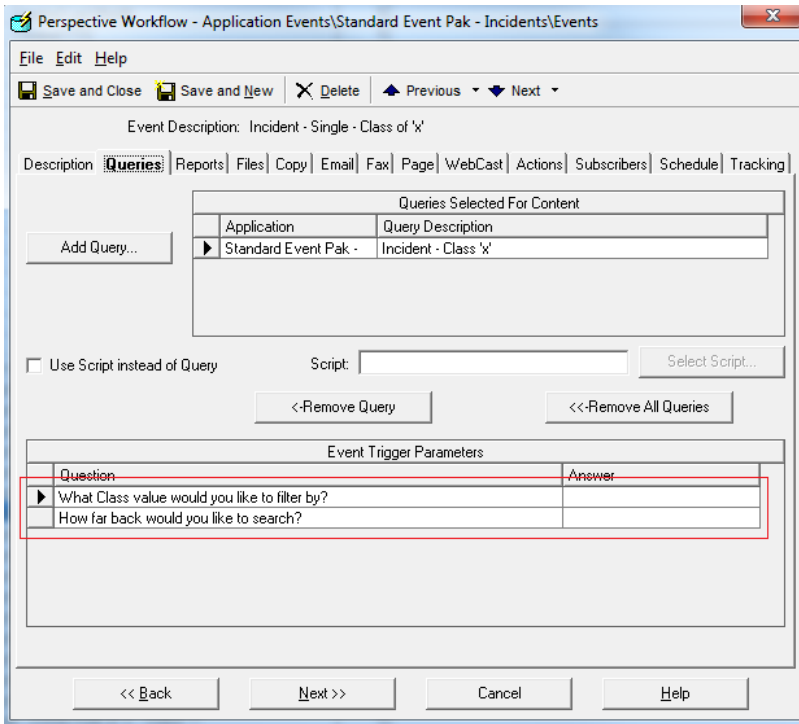 Perspective Workflow - Application Events\Standard Event Pak - Incidents\Events
File Edit Help
Save and Close Save and New Delete Previous Next
Event Description: Incident - Single - Class of 'x'
Description Queries Reports Files Copy Email Fax Page WebCast Actions Subscribers Schedule Tracking
Queries Selected For Content
Application Query Description
Add Query...
Standard Event Pak - Incident - Class 'x'
Use Script instead of Query Script: Select Script...
<-Remove Query <<-Remove All Queries
Event Trigger Parameters
Question Answer
What Class value would you like to filter by?
How far back would you like to search?
<< Back Next >> Cancel Help